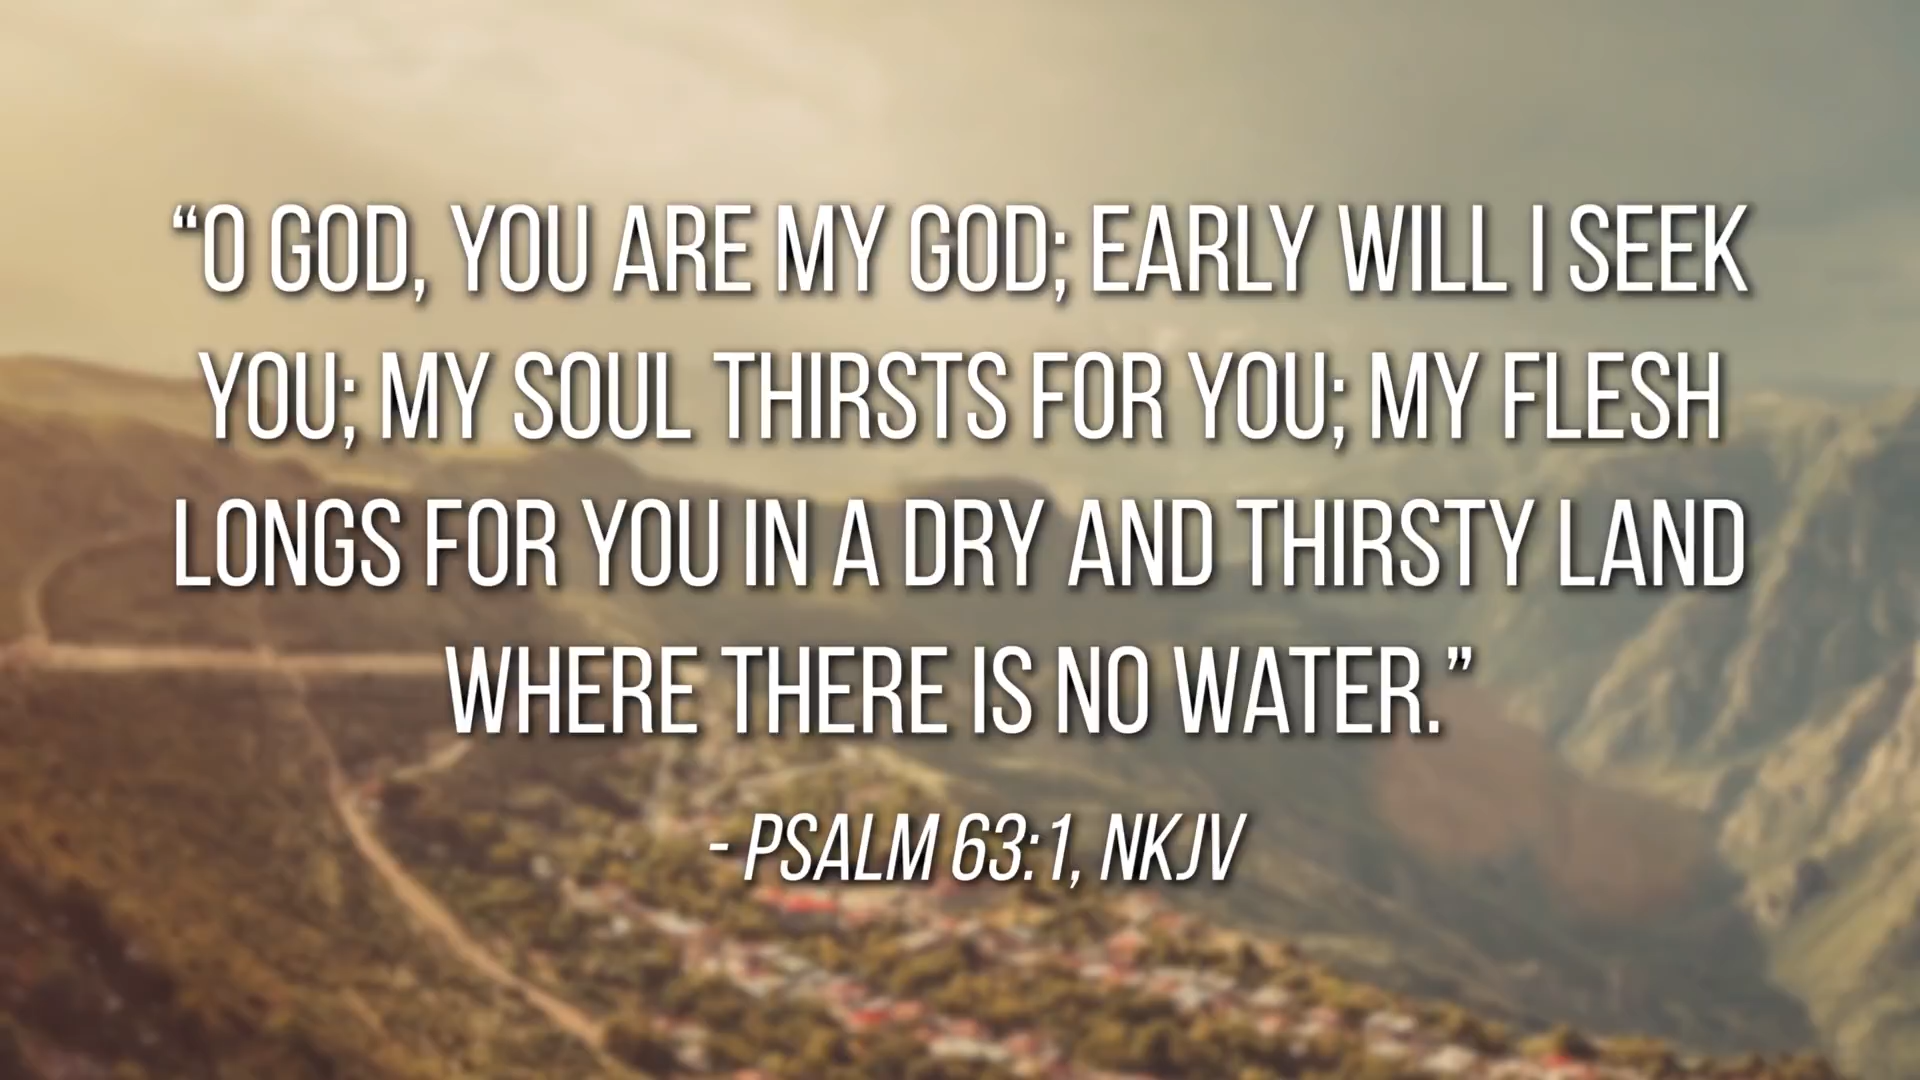 “O GOD, YOU ARE MY GOD; EARLY WILL I SEEK
YOU; MY SOUL THIRSTS FOR YOU; MY FLESH
LONGS FOR YOU IN A DRY AND THIRSTY LAND
WHERE THERE IS NO WATER.”
- PSALM 63:1, NKJV